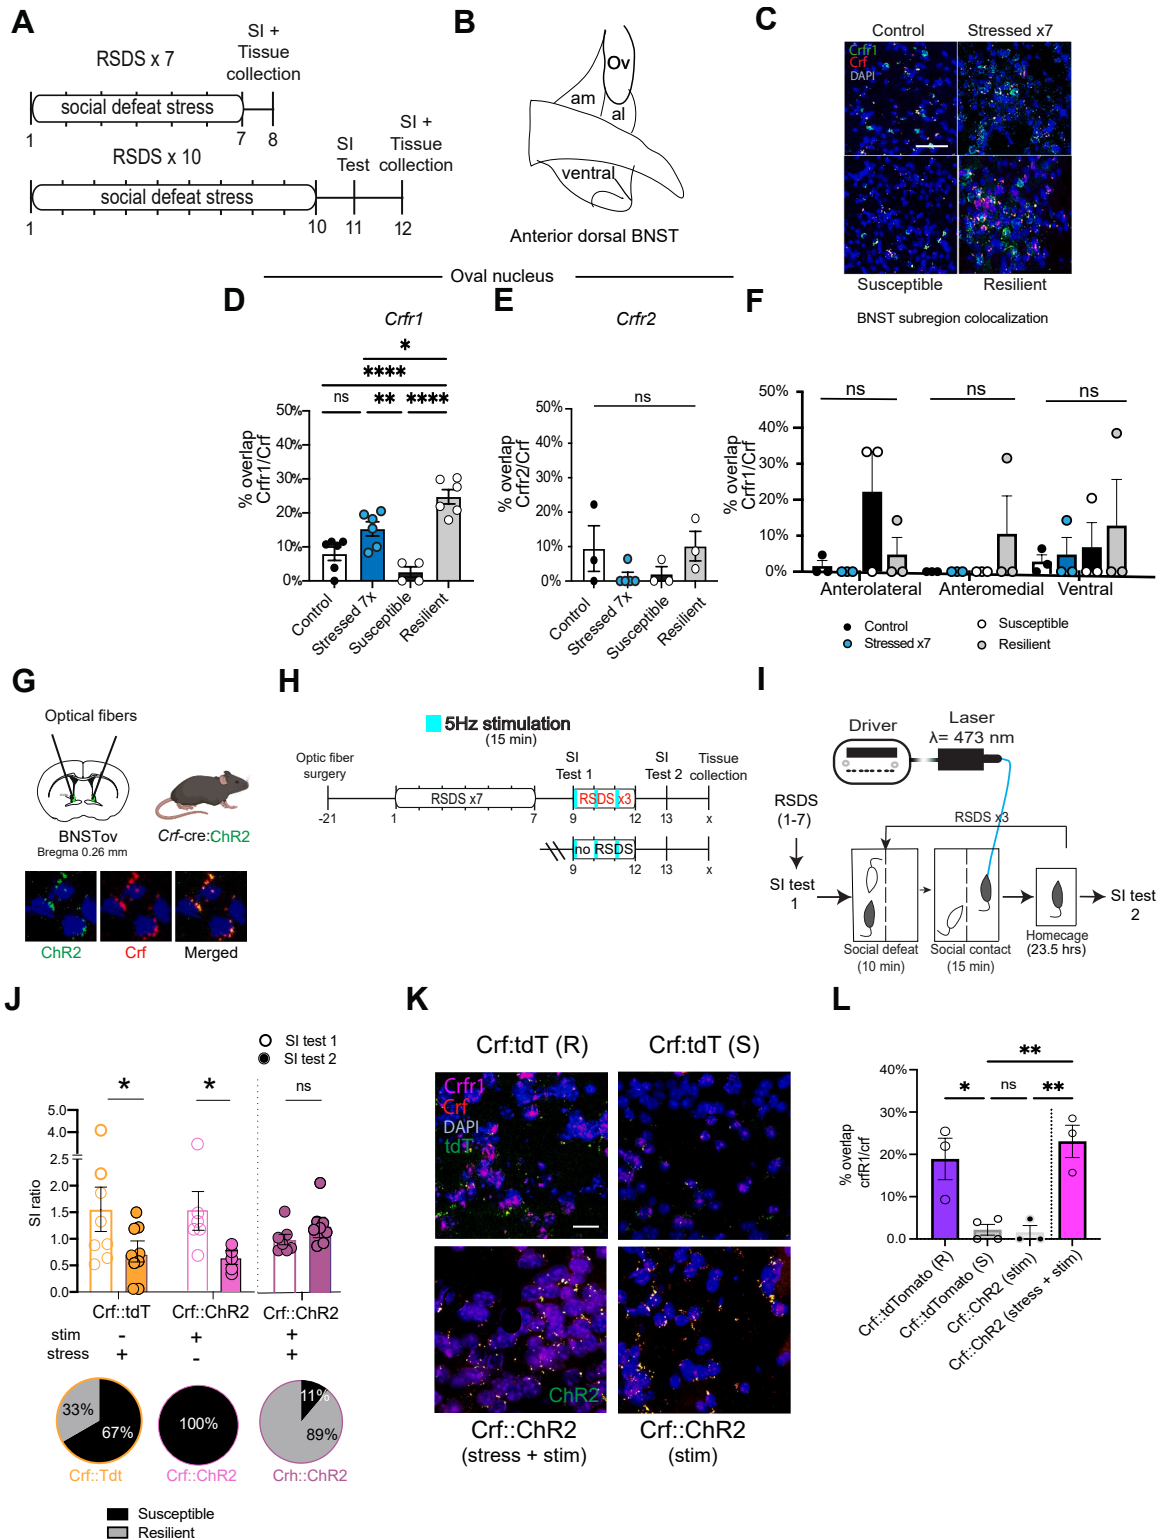 A
SI +
Tissue
collection
RSDS x 7
social defeat stress
1
7
8
RSDS x 10
SI
Test
SI +
Tissue
collection
social defeat stress
1
10
11
12
B
Ov
am
al
ventral
Anterior dorsal BNST
C
Control
Stressed x7
Crfr1
Crf
DAPI
Susceptible
Resilient
Oval nucleus
D
Crfr1
*
****
ns
**
****
% overlap
Crfr1/Crf
50%
40%
30%
20%
10%
0%
Control
Stressed 7x
Susceptible
Resilient
E
Crfr2
ns
% overlap
Crfr2/Crf
50%
40%
30%
20%
10%
0%
Control
Stressed 7x
Susceptible
Resilient
F
BNST subregion colocalization
ns
ns
ns
% overlap
Crfr1/Crf
50%
40%
30%
20%
10%
0%
Anterolateral
Anteromedial
Ventral
Control
Stressed x7
Susceptible
Resilient
G
Optical fibers
BNSTov
Bregma 0.26 mm
Crf-cre:ChR2
ChR2
Crf
Merged
H
5Hz stimulation
(15 min)
Optic fiber
surgery
SI
Test 1
SI
Test 2
Tissue
collection
RSDS x7
RSDS x3
-21
1
7
9
12
13
x
no RSDS
9
12
13
x
I
Driver
Laser
λ= 473 nm
RSDS
(1-7)
RSDS x3
SI test
1
SI test
2
Social defeat
(10 min)
Social contact
(15 min)
Homecage
(23.5 hrs)
J
SI test 1
SI test 2
*
*
ns
SI ratio
5.0
4.0
2.5
2.0
1.5
1.0
0.5
0.0
Crf::tdT
Crf::ChR2
Crf::ChR2
stim - + +
stress + - +
33%
67%
100%
11%
89%
Crf::Tdt
Crf::ChR2
Crh::ChR2
Susceptible
Resilient
K
Crf:tdT (R)
Crf:tdT (S)
Crfr1
Crf
DAPI
tdT
ChR2
Crf::ChR2
(stress + stim)
Crf::ChR2
(stim)
L
**
*
ns
**
% overlap
crfR1/crf
40%
30%
20%
10%
0.0
Crf::tdTomato (R)
Crf::tdTomato (S)
Crf::ChR2 (stim)
Crf::ChR2 (stress + stim)